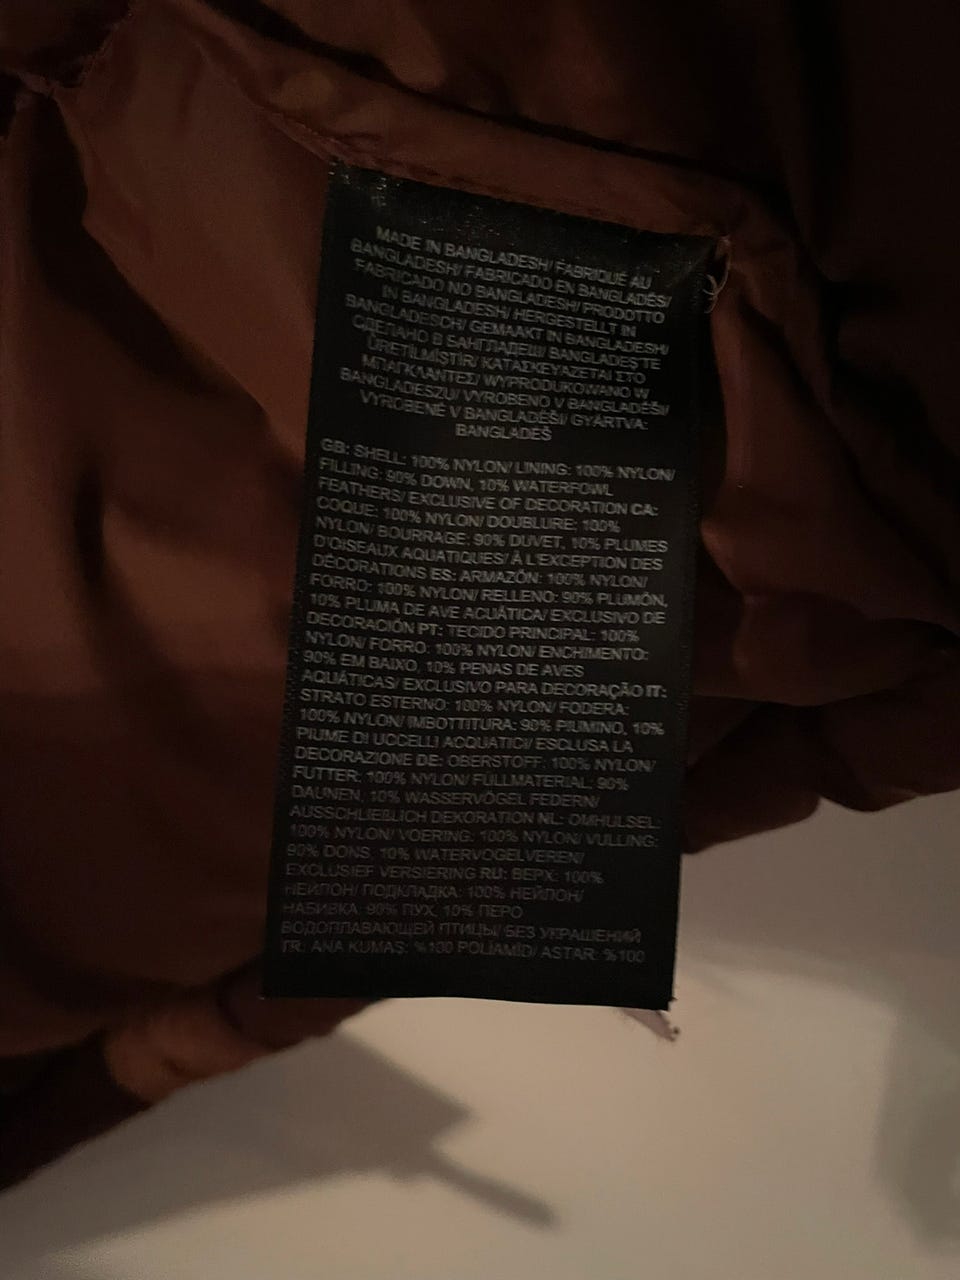 MADE IN BANGLADESH/ FABRIQUÉ AU
BANGLADESH/ FABRICADO EN BANGLADÉS/
FABRICADO NO BANGLADESH/ PRODOTTO
IN BANGLADESH/ HERGESTELLT IN
BANGLADESCH/ GEMAAKT IN BANGLADESH/
СДЕЛАНО В БАНГЛАДЕШ/ BANGLADEŞ'TE
ÜRETİLMİŞTİR/ ΚΑΤΑΣΚΕΥΑΖΕΤΑΙ ΣΤΟ
ΜΠΑΓΚΛΑΝΤΕΣ/ WYPRODUKOWANO W
BANGLADESZU/ VYROBENO V BANGLADÉŠI/
VYROBENÉ V BANGLADÉŠI/ GYÁRTVA:
BANGLADES
GB: SHELL: 100% NYLON/ LINING: 100% NYLON/
FILLING: 90% DOWN, 10% WATERFOWL
FEATHERS/ EXCLUSIVE OF DECORATION CA:
COQUE: 100% NYLON/ DOUBLURE: 100%
NYLON/ BOURRAGE: 90% DUVET, 10% PLUMES
D'OISEAUX AQUATIQUES/ À L'EXCEPTION DES
DÉCORATIONS ES: ARMAZÓN: 100% NYLON/
FORRO: 100% NYLON/ RELLENO: 90% PLUMÓN,
10% PLUMA DE AVE ACUÁTICA/ EXCLUSIVO DE
DECORACIÓN PT: TECIDO PRINCIPAL: 100%
NYLON/ FORRO: 100% NYLON/ ENCHIMENTO:
90% EM BAIXO, 10% PENAS DE AVES
AQUÁTICAS/ EXCLUSIVO PARA DECORAÇÃO IT:
STRATO ESTERNO: 100% NYLON/ FODERA:
100% NYLON/ IMBOTTITURA: 90% PIUMINO, 10%
PIUME DI UCCELLI ACQUATICI/ ESCLUSA LA
DECORAZIONE DE: OBERSTOFF: 100% NYLON/
FUTTER: 100% NYLON/ FÜLLMATERIAL: 90%
DAUNEN, 10% WASSERVÖGEL FEDERN/
AUSSCHLIEßLICH DEKORATION NL: OMHULSEL:
100% NYLON/ VOERING: 100% NYLON/ VULLING:
90% DONS, 10% WATERVOGELVEREN/
EXCLUSIEF VERSIERING RU: ВЕРХ: 100%
НЕЙЛОН/ ПОДКЛАДКА: 100% НЕЙЛОН/
НАБИВКА: 90% ПУХ, 10% ПЕРО
ВОДОПЛАВАЮЩЕЙ ПТИЦЫ/ БЕЗ УКРАШЕНИЙ
TR: ANA KUMAŞ: %100 POLİAMİD/ ASTAR: %100